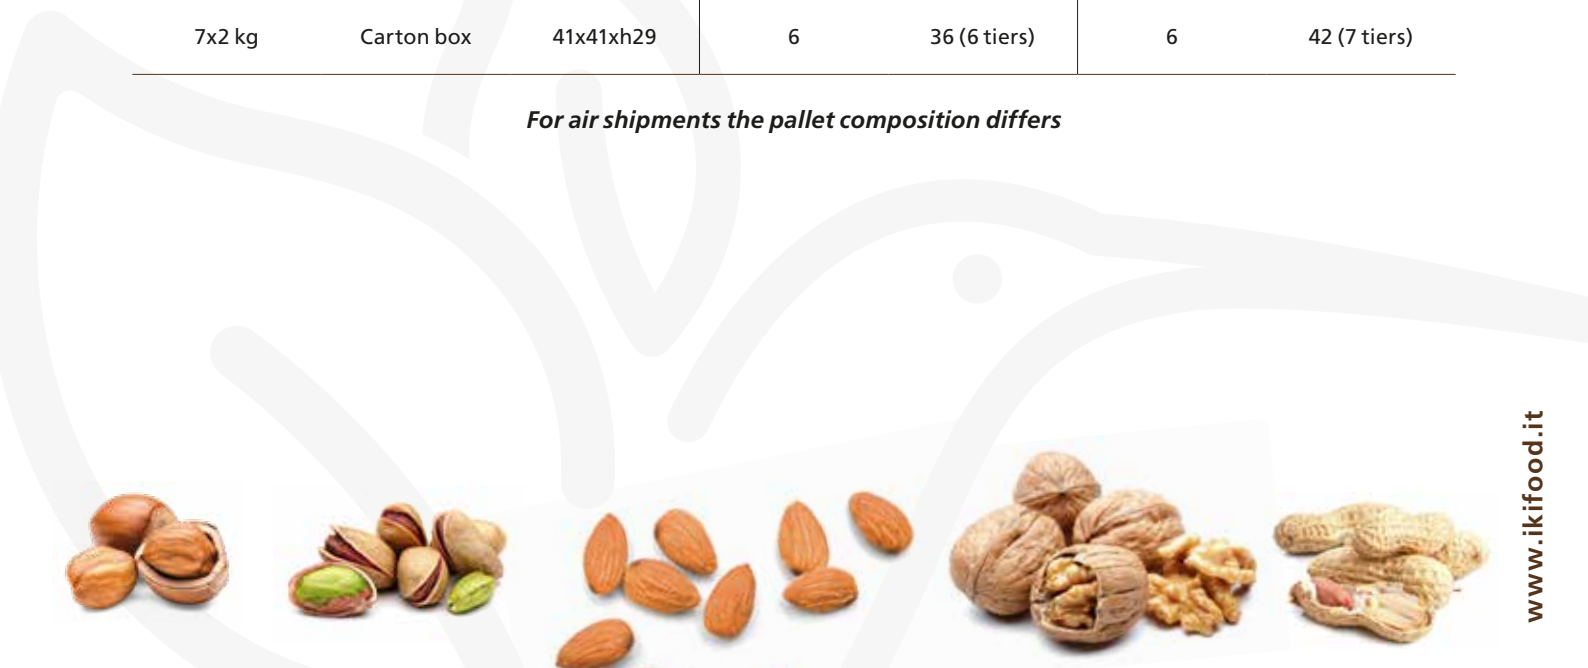 7x2 kg Carton box 41x41xh29 6 36 (6 tiers) 6 42 (7 tiers)
For air shipments the pallet composition differs
www.ikifood.it